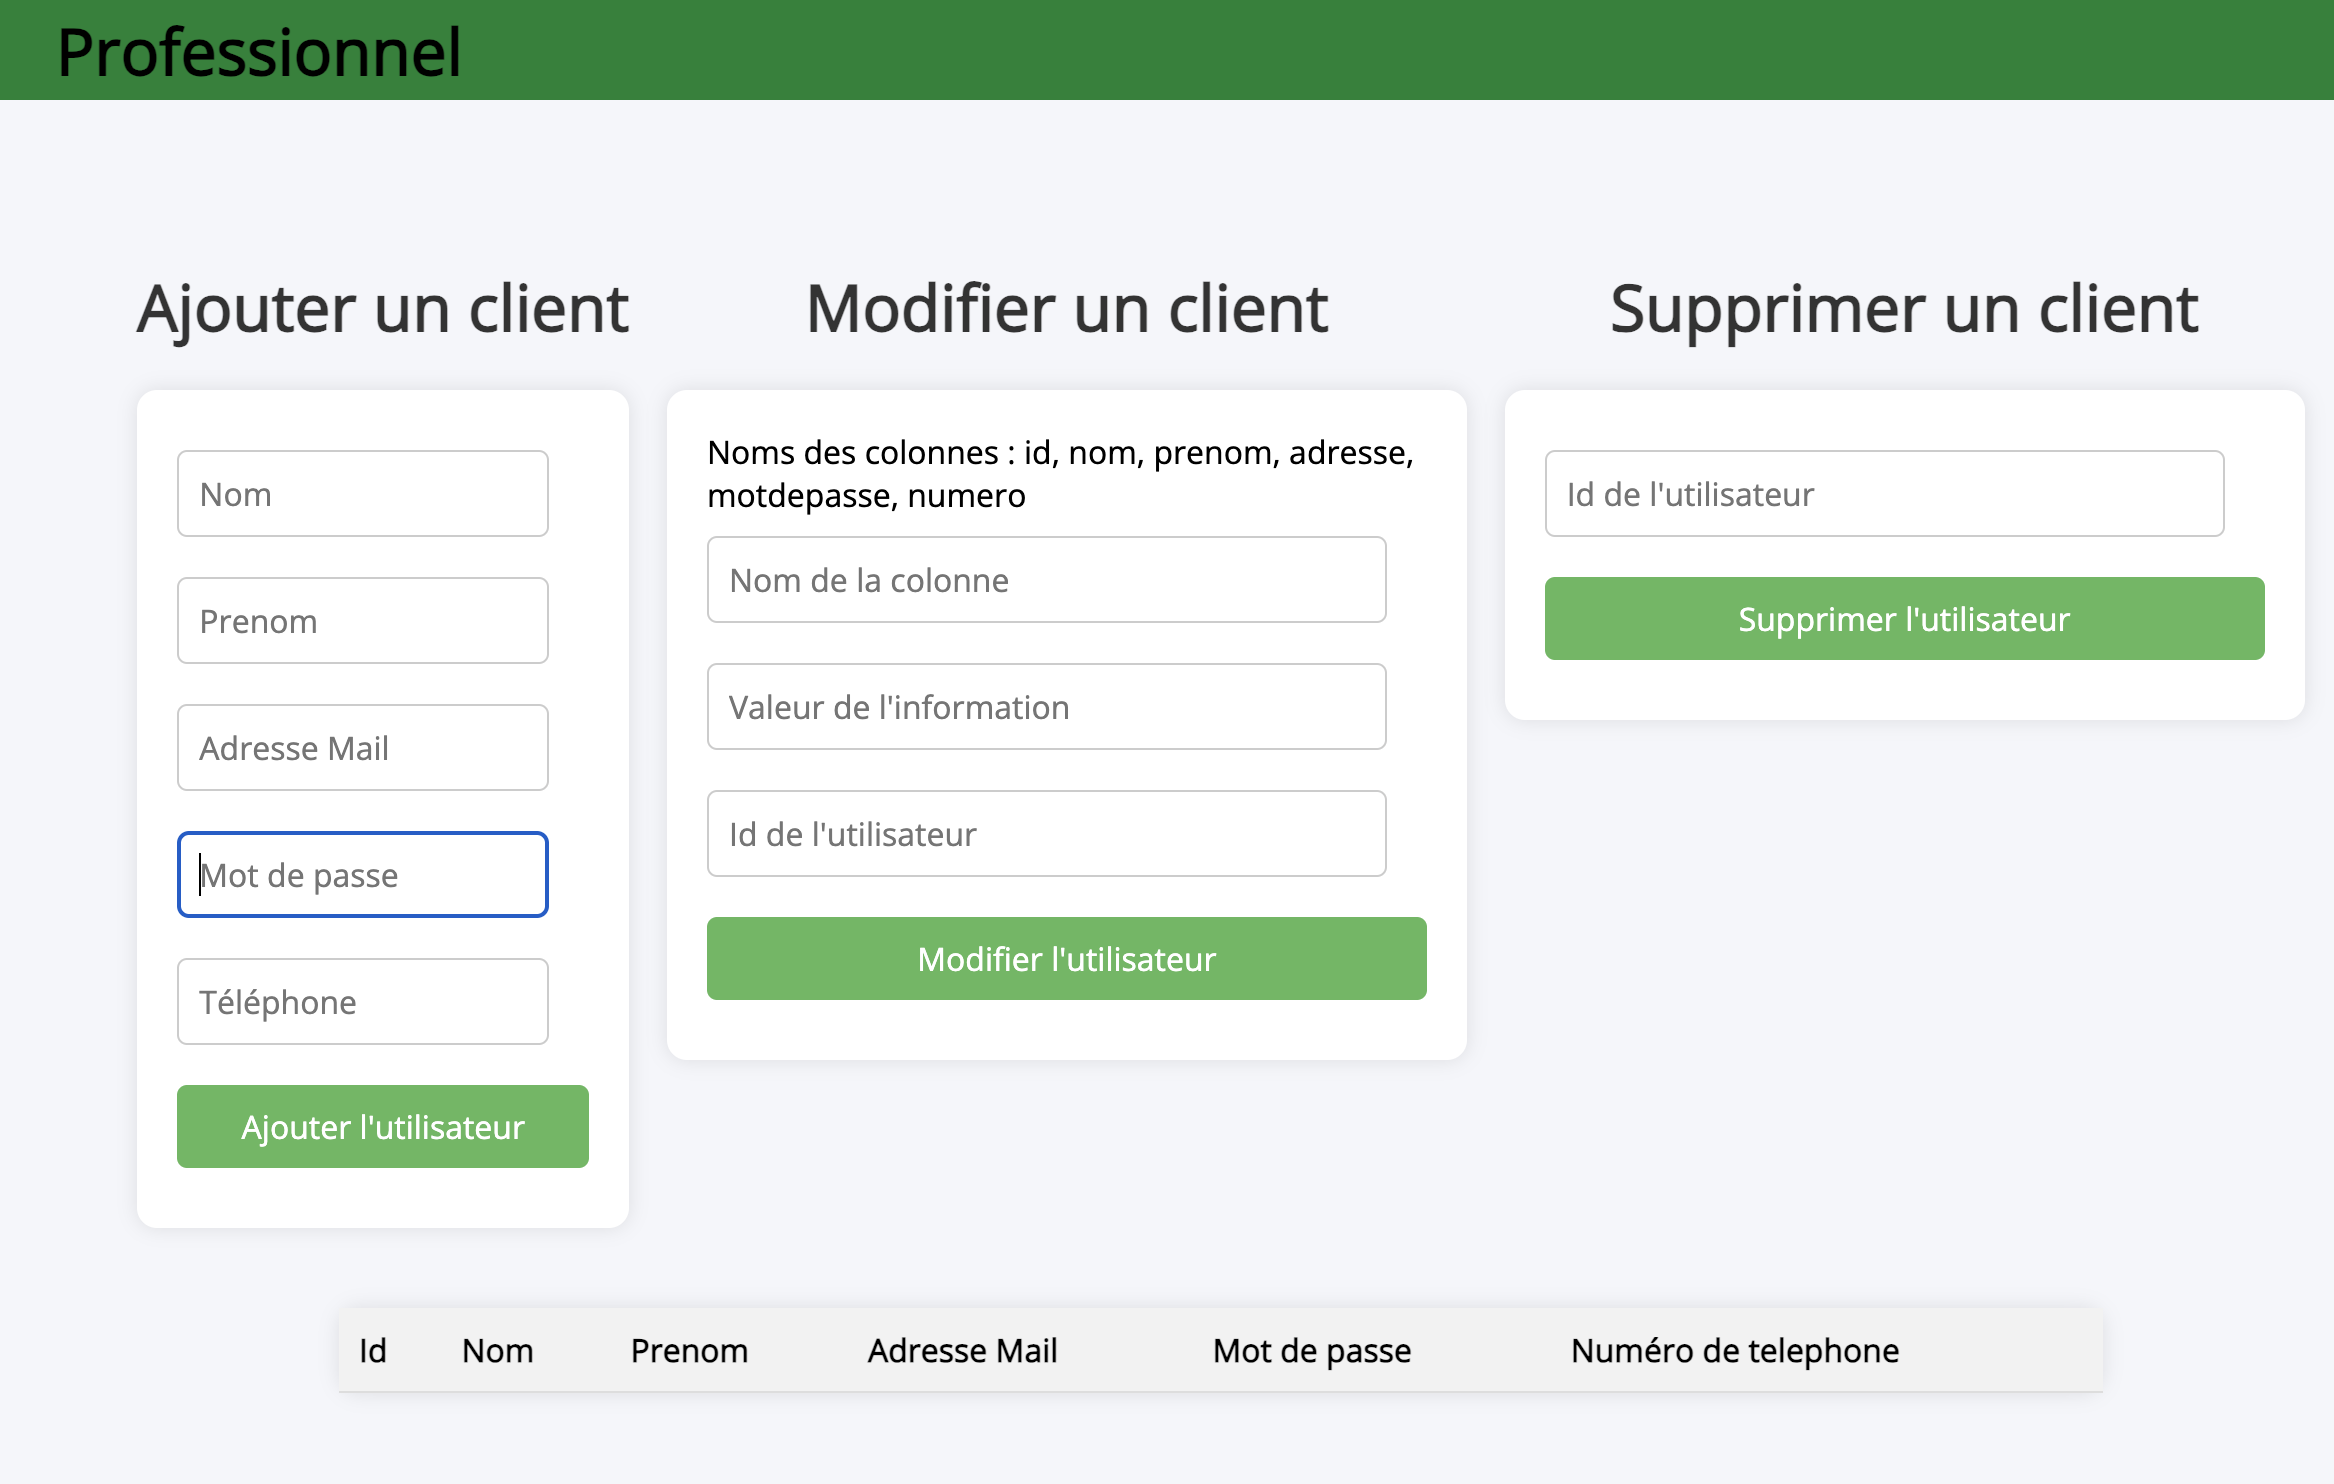 Professionnel
Ajouter un client
Nom
Prenom
Adresse Mail
Mot de passe
Téléphone
Ajouter l'utilisateur
Modifier un client
Noms des colonnes : id, nom, prenom, adresse,
motdepasse, numero
Nom de la colonne
Valeur de l'information
Id de l'utilisateur
Modifier l'utilisateur
Supprimer un client
Id de l'utilisateur
Supprimer l'utilisateur
Id Nom Prenom Adresse Mail Mot de passe Numéro de telephone